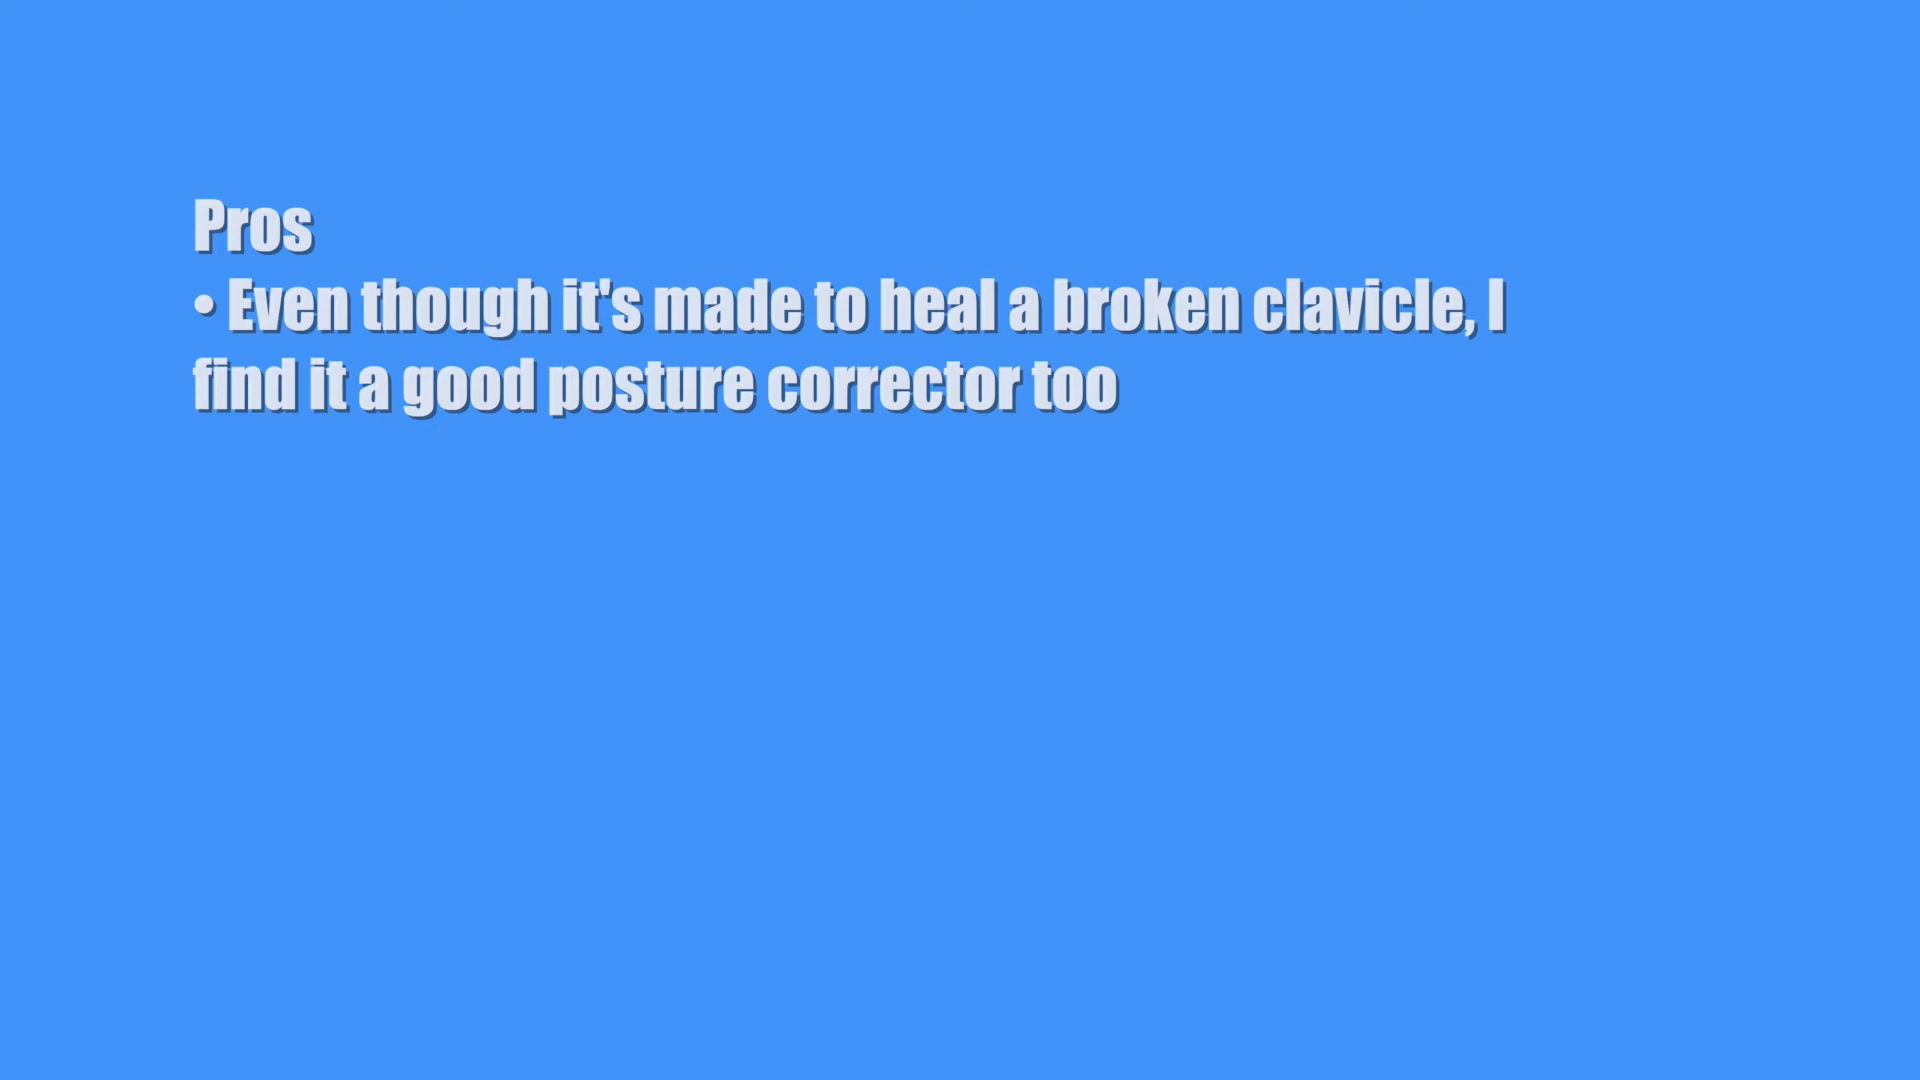 Pros
• Even though it's made to heal a broken clavicle, I
find it a good posture corrector too